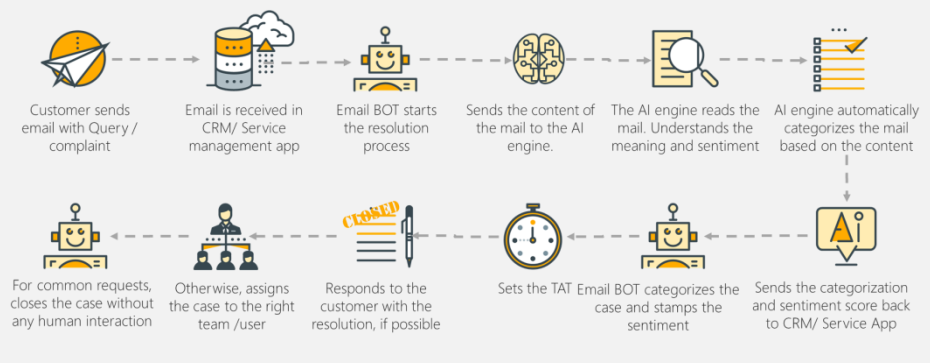 Customer sends
email with Query /
complaint
Email is received in
CRM/ Service
management app
Email BOT starts
the resolution
process
Sends the content of
the mail to the AI
engine.
The AI engine reads the
mail. Understands the
meaning and sentiment
AI engine automatically
categorizes the mail
based on the content
Ai
Sends the categorization
and sentiment score back
to CRM/ Service App
Email BOT categorizes the
case and stamps the
sentiment
Sets the TAT
CLOSED
Responds to the
customer with the
resolution, if possible
Otherwise, assigns
the case to the right
team /user
For common requests,
closes the case without
any human interaction